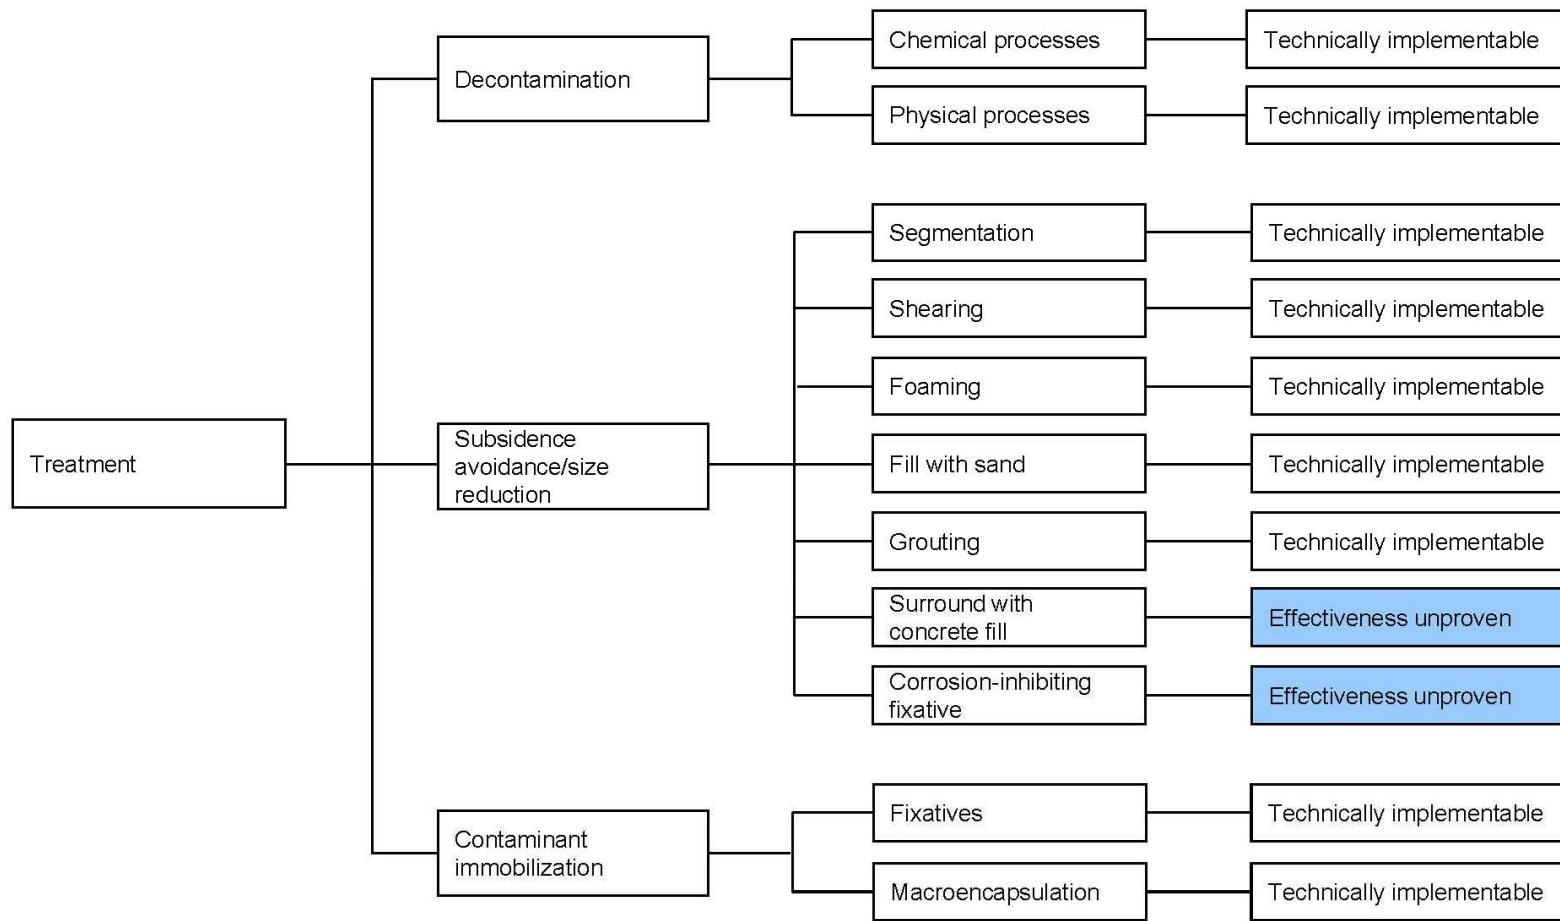 Chemical processes
Technically implementable
Decontamination
Physical processes
Technically implementable
Segmentation
Technically implementable
Shearing
Technically implementable
Foaming
Technically implementable
Treatment
Subsidence
avoidance/size
reduction
Fill with sand
Technically implementable
Grouting
Technically implementable
Surround with
concrete fill
Effectiveness unproven
Corrosion-inhibiting
fixative
Effectiveness unproven
Fixatives
Technically implementable
Contaminant
immobilization
Macroencapsulation
Technically implementable